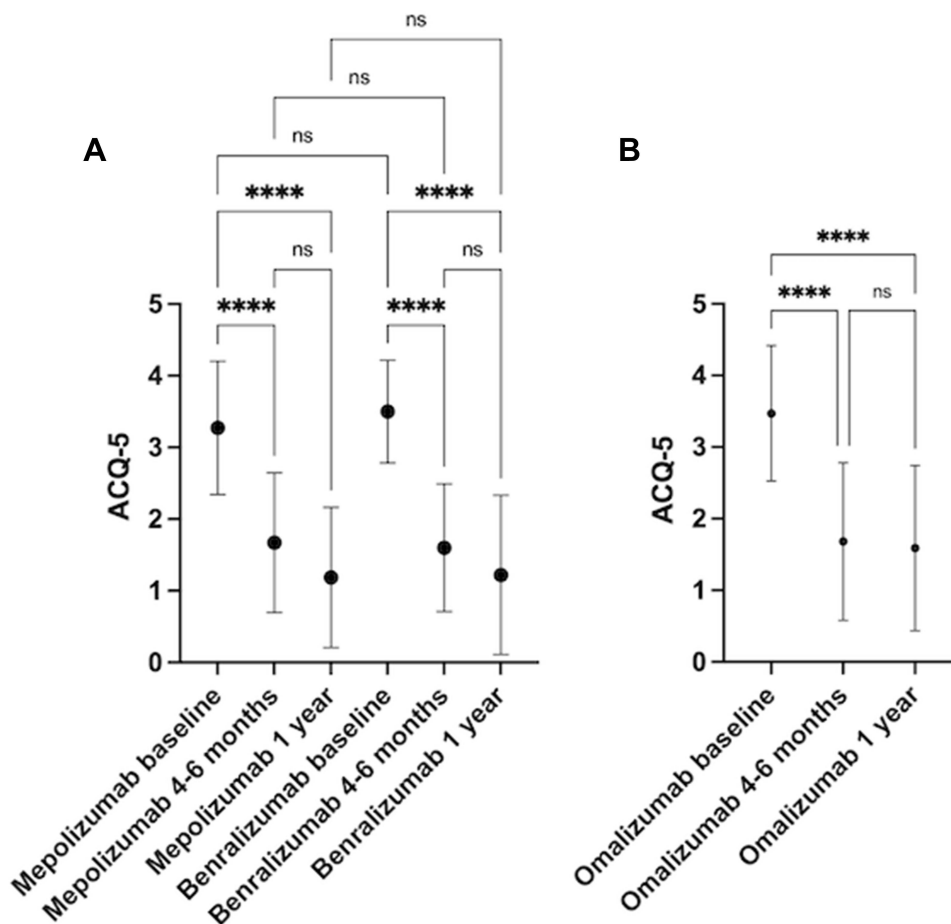 ns
ns
A
B
ns
**** ****
****
ns ns
**** ns
**** ****
5
4
3
2
1
0
ACQ-5
5
4
3
2
1
0
ACQ-5
Mepolizumab baseline
Mepolizumab 4-6 months
Mepolizumab 1 year
Benralizumab baseline
Benralizumab 4-6 months
Benralizumab 1 year
Omalizumab baseline
Omalizumab 4-6 months
Omalizumab 1 year